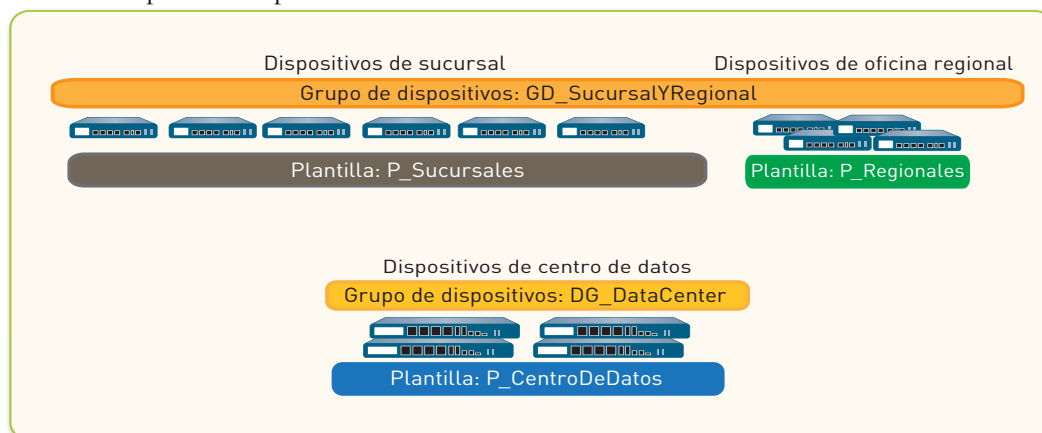 Dispositivos de sucursal
Dispositivos de oficina regional
Grupo de dispositivos: GD_SucursalYRegional
Plantilla: P_Sucursales
Plantilla: P_Regionales
Dispositivos de centro de datos
Grupo de dispositivos: DG_DataCenter
Plantilla: P_CentroDeDatos